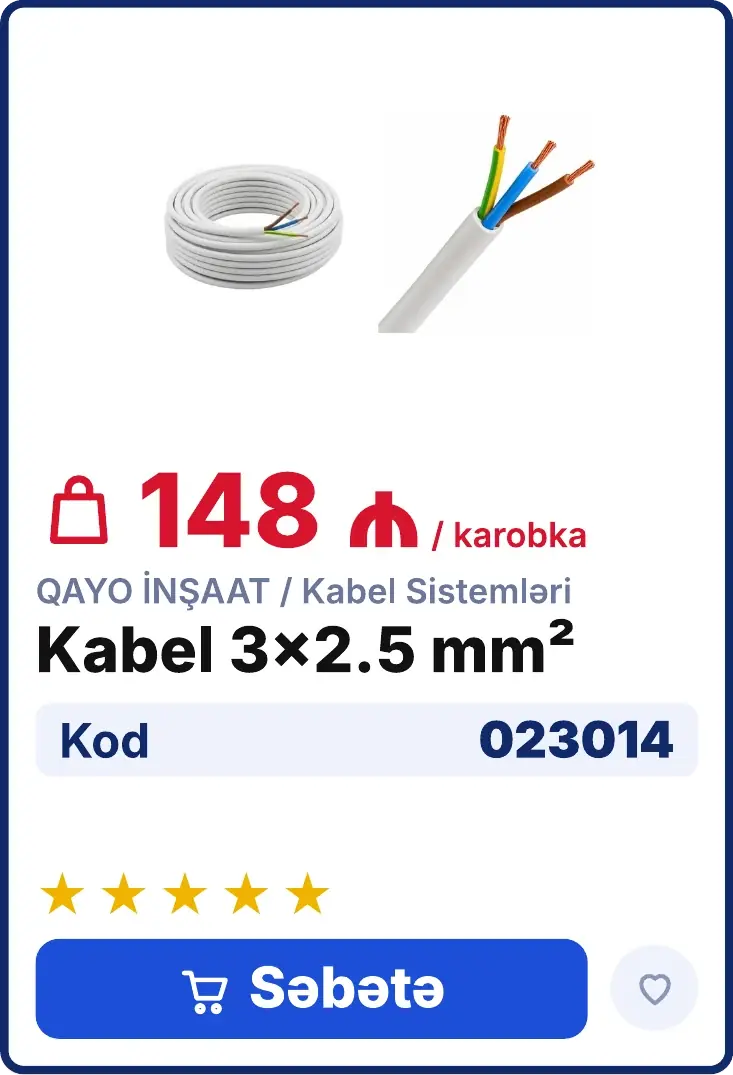 148 ₼ / karobka
QAYO İNŞAAT / Kabel Sistemləri
Kabel 3×2.5 mm²
Kod 023014
Səbətə